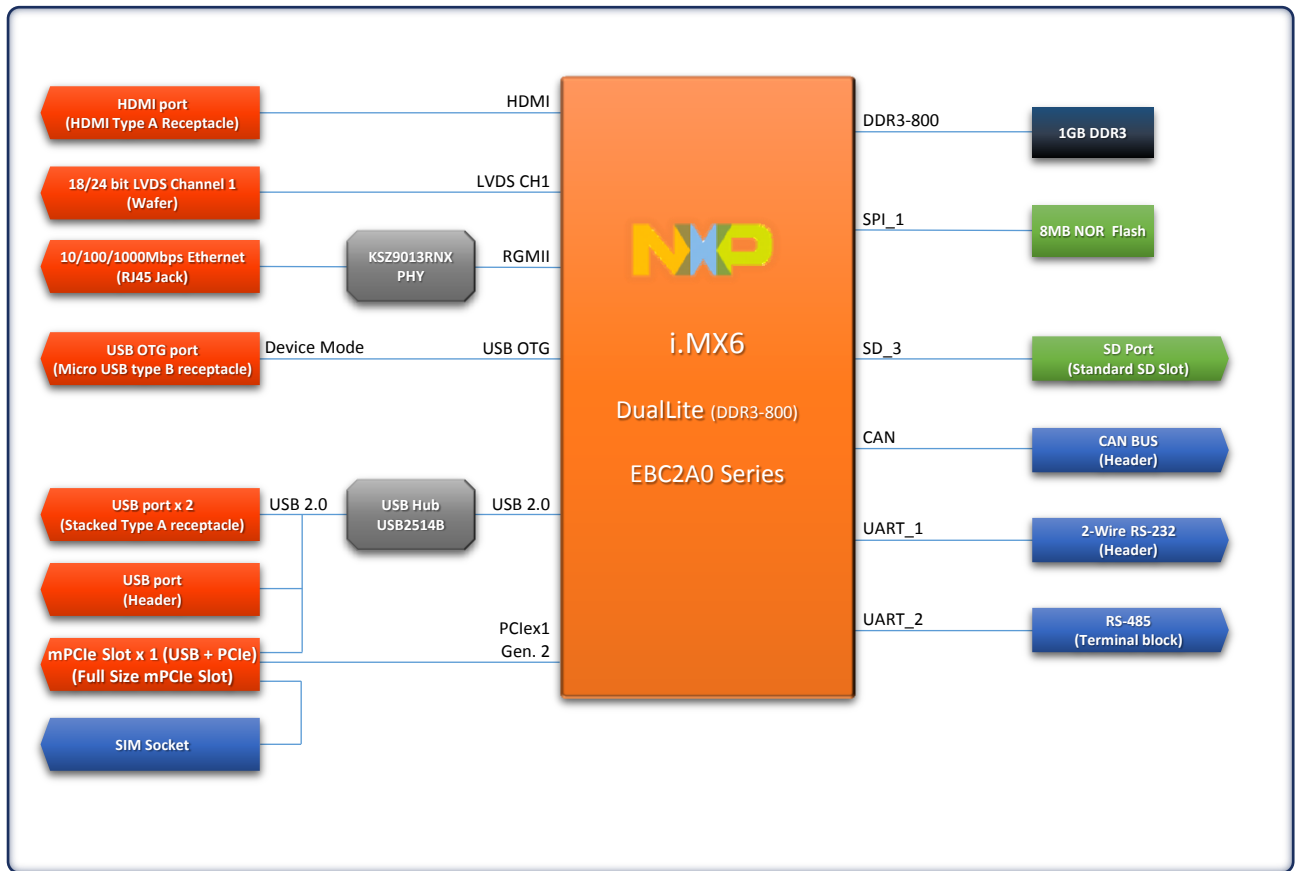 HDMI port
(HDMI Type A Receptacle)
HDMI
18/24 bit LVDS Channel 1
(Wafer)
LVDS CH1
10/100/1000Mbps Ethernet
(RJ45 Jack)
KSZ9013RNX
PHY
RGMII
USB OTG port
(Micro USB type B receptacle)
Device Mode
USB OTG
USB port x 2
(Stacked Type A receptacle)
USB 2.0
USB Hub
USB2514B
USB 2.0
USB port
(Header)
mPCIe Slot x 1 (USB + PCIe)
(Full Size mPCIe Slot)
PCIex1
Gen. 2
SIM Socket
NXP
i.MX6
DualLite (DDR3-800)
EBC2A0 Series
DDR3-800
1GB DDR3
SPI_1
8MB NOR Flash
SD_3
SD Port
(Standard SD Slot)
CAN
CAN BUS
(Header)
UART_1
2-Wire RS-232
(Header)
UART_2
RS-485
(Terminal block)